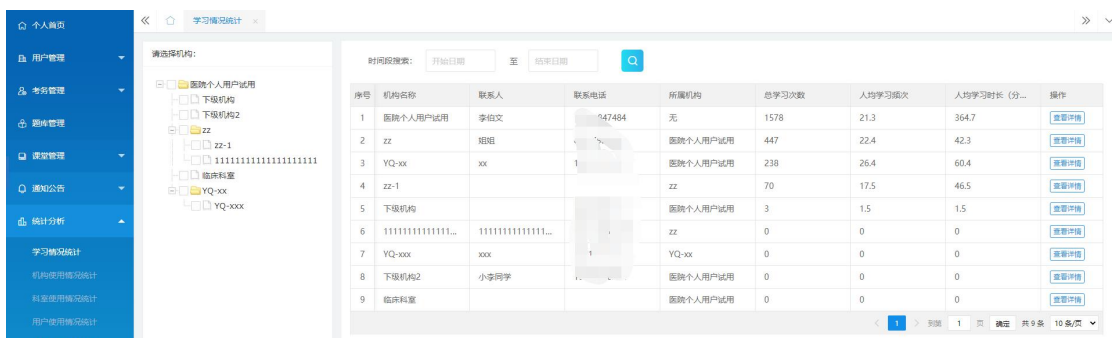 个人首页
用户管理
考务管理
题库管理
课堂管理
通知公告
统计分析
学习情况统计
机构使用情况统计
科室使用情况统计
用户使用情况统计
学习情况统计 ×
请选择机构:
医院个人用户试用
下级机构
下级机构2
zz
zz-1
11111111111111111111
临床科室
YQ-xx
YQ-xxx
时间段搜索: 开始日期 至 结束日期
序号 机构名称 联系人 联系电话 所属机构 总学习次数 人均学习频次 人均学习时长（分... 操作
1 医院个人用户试用 李伯文 847484 无 1578 21.3 364.7 查看详情
2 zz 姐姐 医院个人用户试用 447 22.4 42.3 查看详情
3 YQ-xx xx 1 医院个人用户试用 238 26.4 60.4 查看详情
4 zz-1 zz 70 17.5 46.5 查看详情
5 下级机构 医院个人用户试用 3 1.5 1.5 查看详情
6 11111111111111... 11111111111111... zz 0 0 0 查看详情
7 YQ-xxx xxx 1 YQ-xx 0 0 0 查看详情
8 下级机构2 小李同学 医院个人用户试用 0 0 0 查看详情
9 临床科室 医院个人用户试用 0 0 0 查看详情
< 1 > 到第 1 页 确定 共9条 10条/页